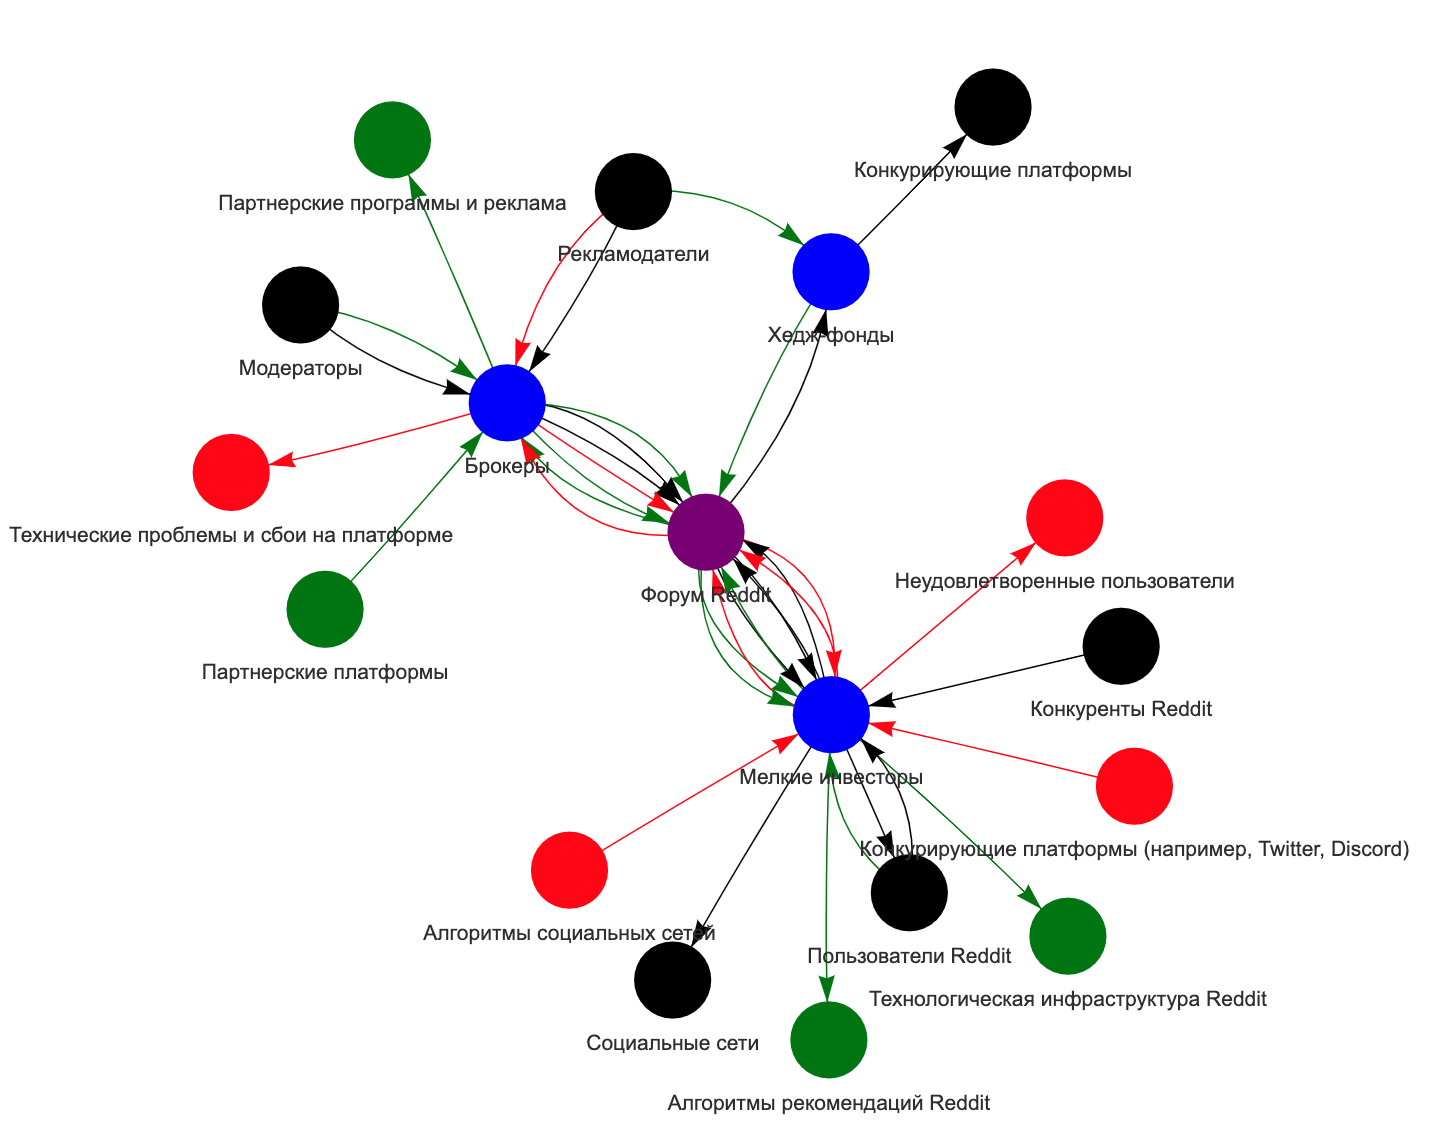 Конкурирующие платформы
Партнерские программы и реклама
Рекламодатели
Хедж-фонды
Модераторы
Брокеры
Технические проблемы и сбои на платформе
Неудовлетворенные пользователи
Форум Reddit
Партнерские платформы
Конкуренты Reddit
Мелкие инвесторы
Конкурирующие платформы (например, Twitter, Discord)
Алгоритмы социальных сетей
Пользователи Reddit
Технологическая инфраструктура Reddit
Социальные сети
Алгоритмы рекомендаций Reddit